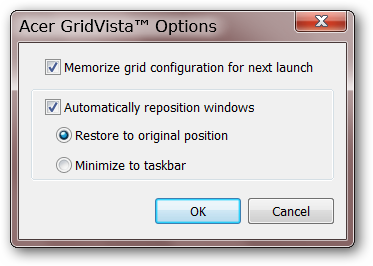 Acer GridVista™ Options
Memorize grid configuration for next launch
Automatically reposition windows
Restore to original position
Minimize to taskbar
OK
Cancel